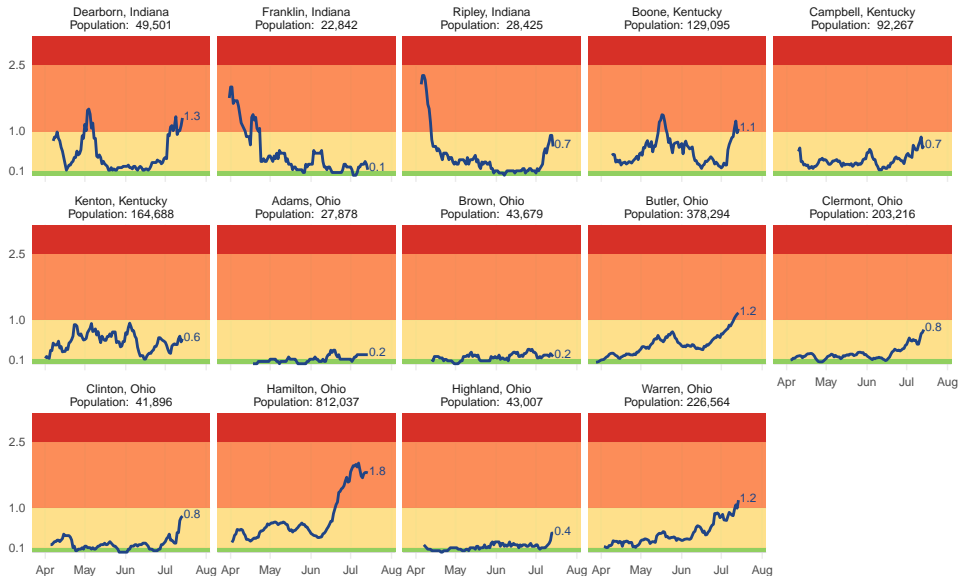 Dearborn, Indiana
Population:  49,501
Franklin, Indiana
Population:  22,842
Ripley, Indiana
Population:  28,425
Boone, Kentucky
Population: 129,095
Campbell, Kentucky
Population:  92,267
2.5
1.0
0.1
1.3
0.1
0.7
1.1
0.7
Kenton, Kentucky
Population: 164,688
Adams, Ohio
Population:  27,878
Brown, Ohio
Population:  43,679
Butler, Ohio
Population: 378,294
Clermont, Ohio
Population: 203,216
2.5
1.0
0.1
0.6
0.2
0.2
1.2
0.8
Apr May Jun Jul Aug
Clinton, Ohio
Population:  41,896
Hamilton, Ohio
Population: 812,037
Highland, Ohio
Population:  43,007
Warren, Ohio
Population: 226,564
2.5
1.0
0.1
0.8
1.8
0.4
1.2
Apr May Jun Jul Aug
Apr May Jun Jul Aug
Apr May Jun Jul Aug
Apr May Jun Jul Aug